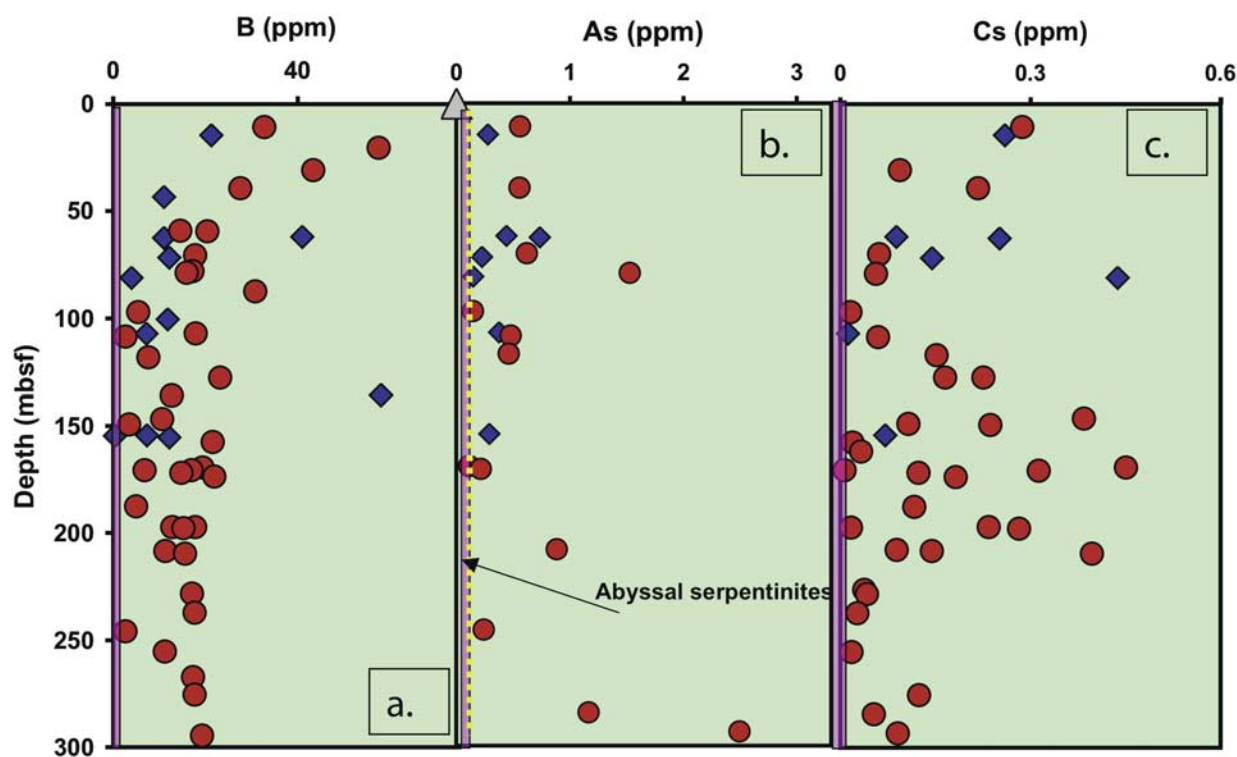 B (ppm) As (ppm) Cs (ppm)
0 40 0 1 2 3 0 0.3 0.6
0
b. c.
50
100
150
Depth (mbsf)
200
Abyssal serpentinites
250
a.
300